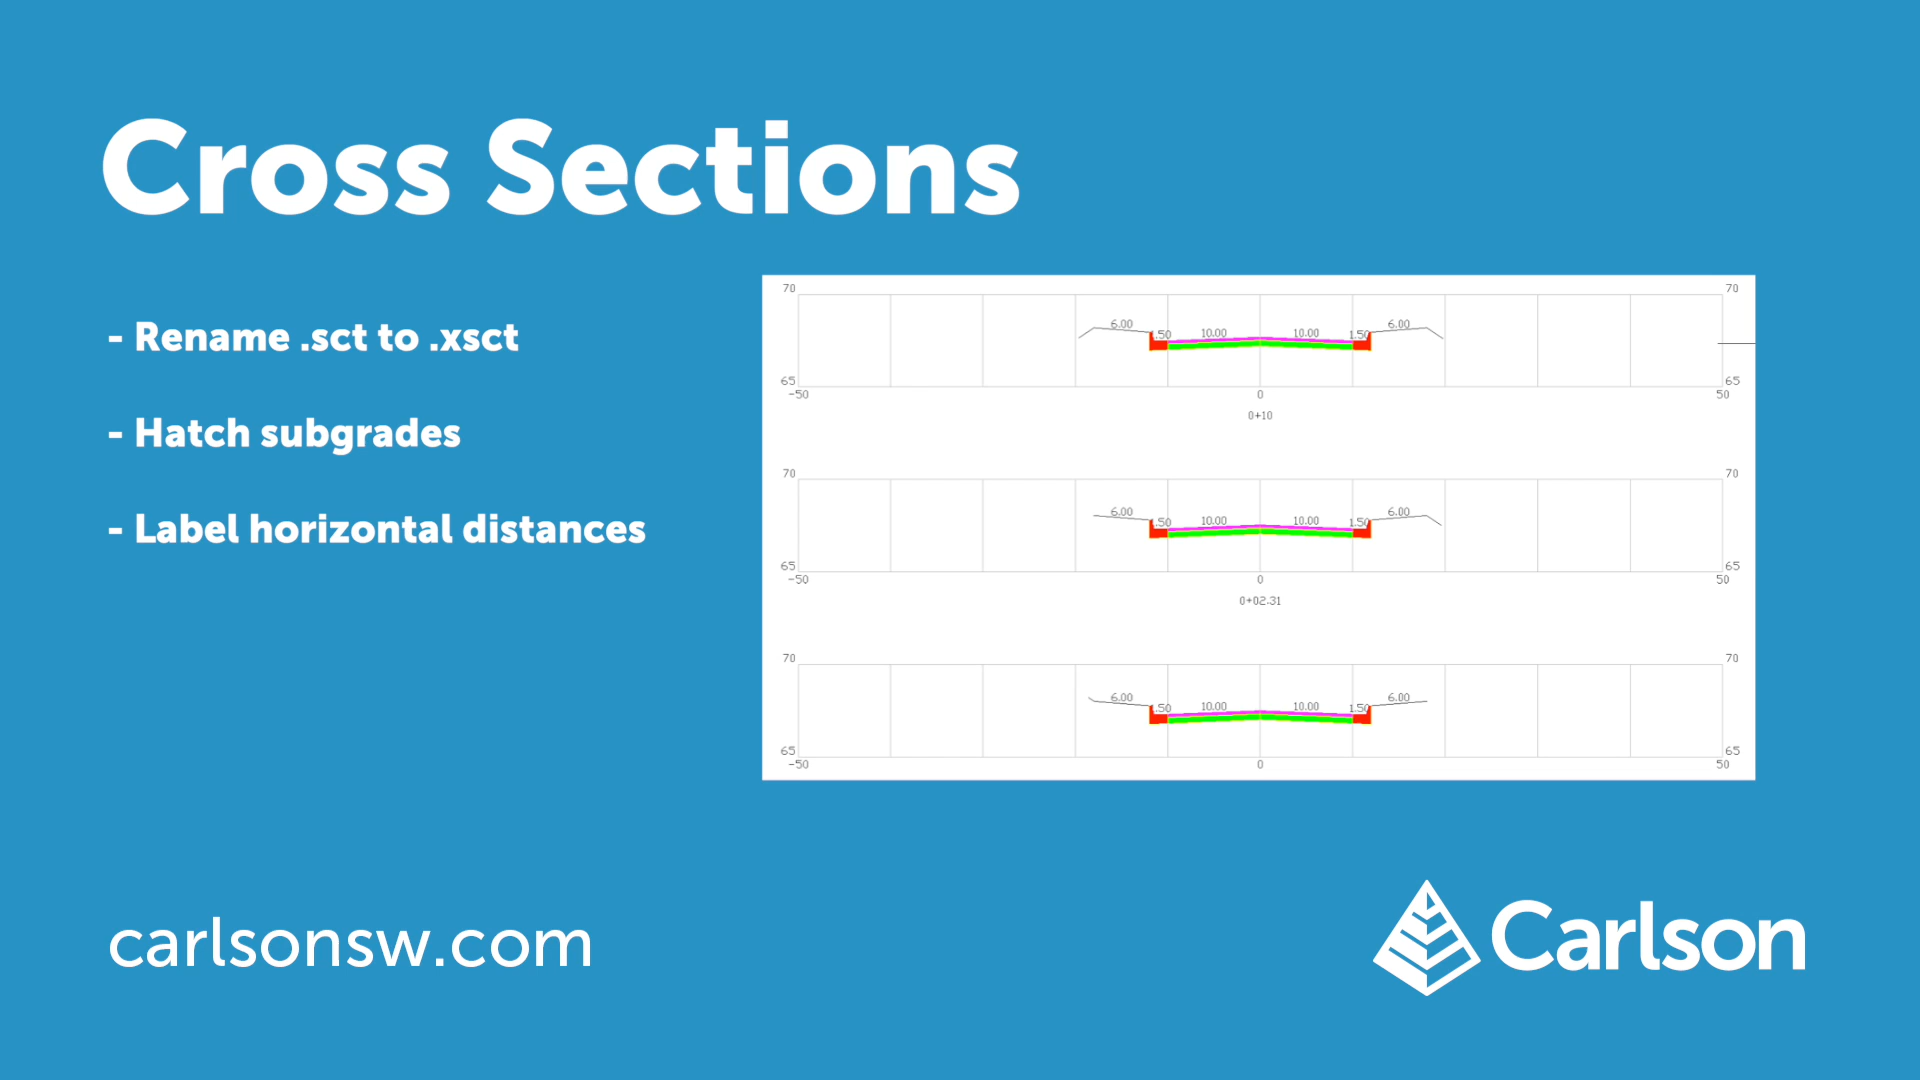 Cross Sections
- Rename .sct to .xsct
- Hatch subgrades
- Label horizontal distances
70 70
6.00 .50 10.00 10.00 1.50 6.00
65 65
-50 0 50
0+10
70 70
6.00 .50 10.00 10.00 1.50 6.00
65 65
-50 0 50
0+02.31
70 70
6.00 .50 10.00 10.00 1.50 6.00
65 65
-50 0 50
carlsonsw.com
Carlson